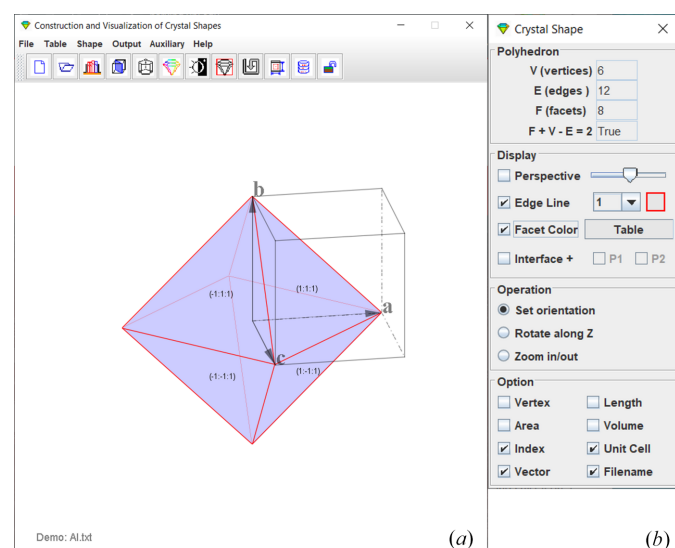 Construction and Visualization of Crystal Shapes
File Table Shape Output Auxiliary Help
b
(-1:1:1) (1:1:1)
a
c
(-1:-1:1) (1:-1:1)
Demo: Al.txt
(a)
Crystal Shape
Polyhedron
V (vertices) 6
E (edges ) 12
F (facets) 8
F + V - E = 2 True
Display
Perspective
Edge Line 1
Facet Color Table
Interface + P1 P2
Operation
Set orientation
Rotate along Z
Zoom in/out
Option
Vertex Length
Area Volume
Index Unit Cell
Vector Filename
(b)